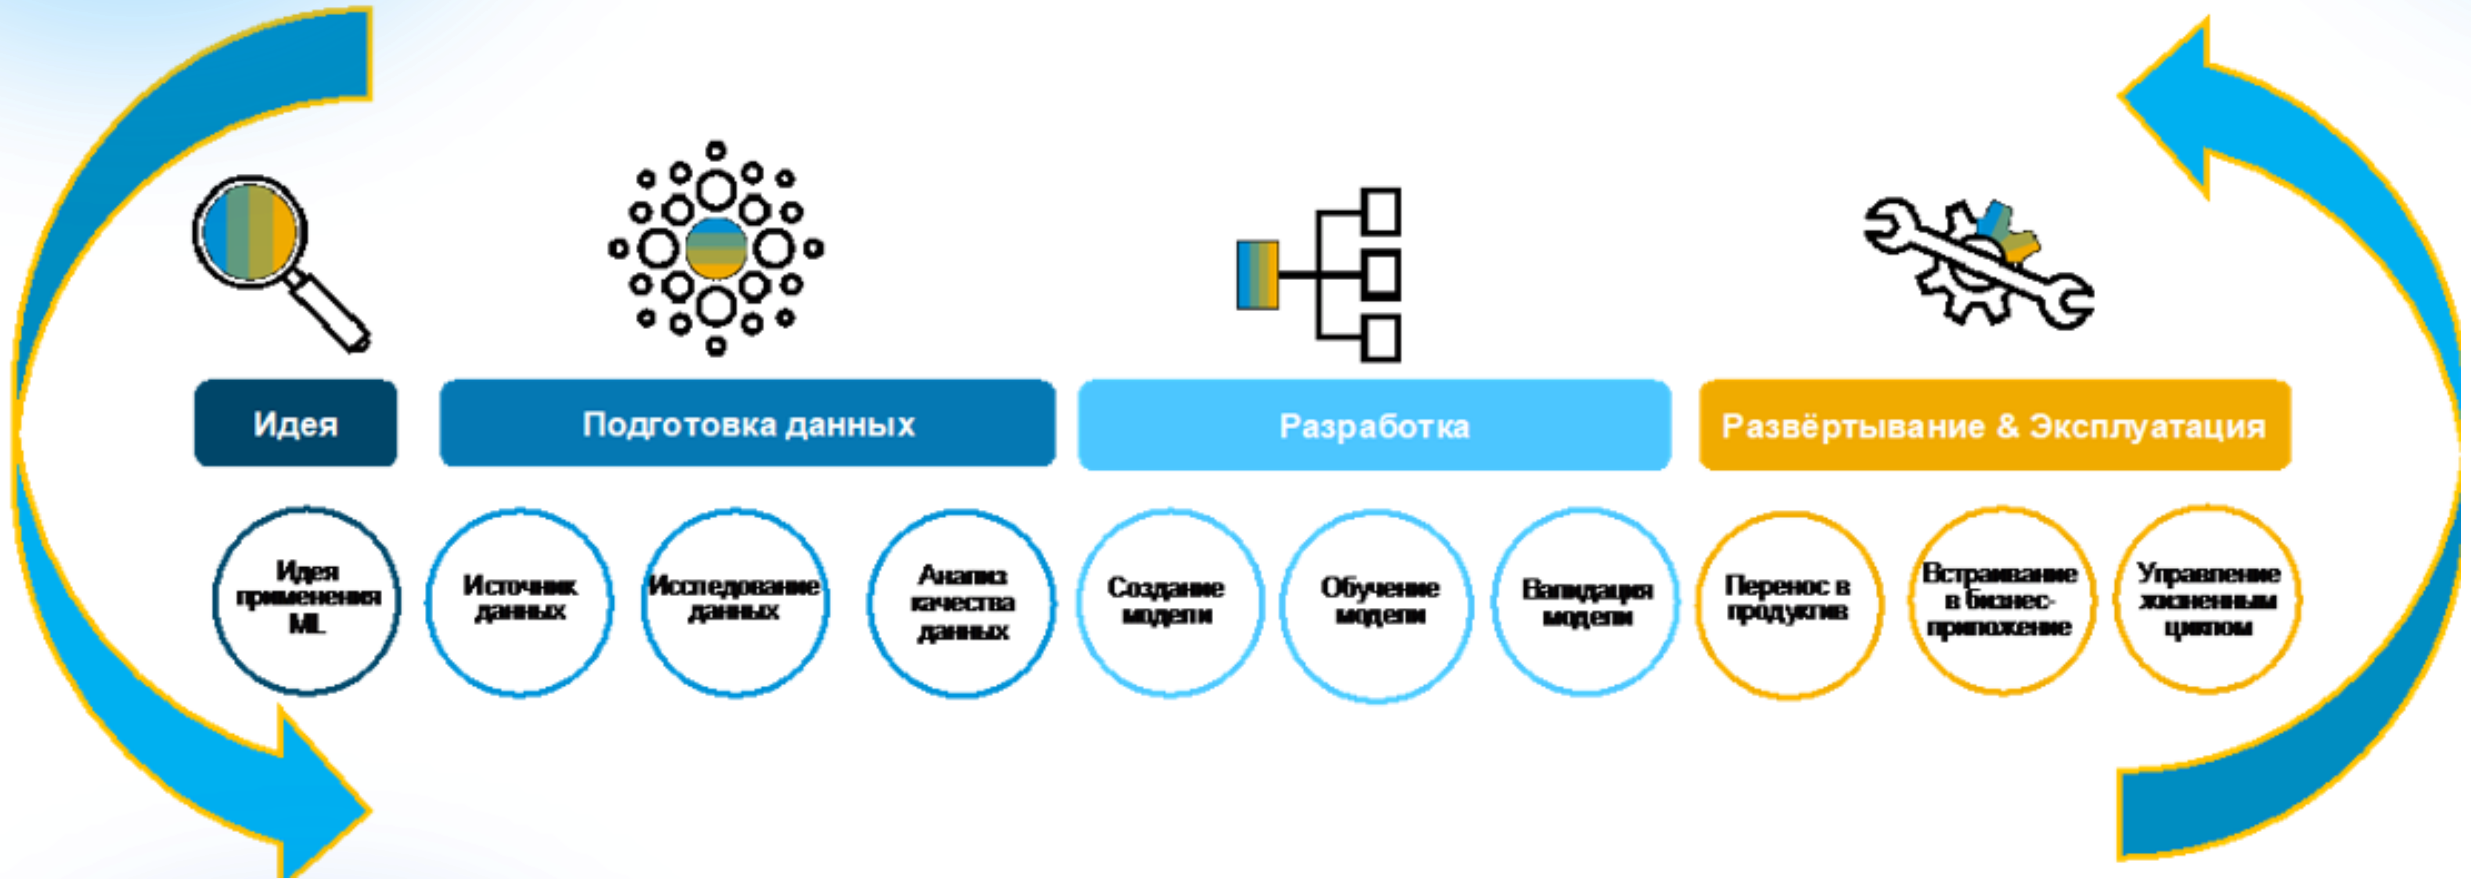 Идея
Подготовка данных
Разработка
Развёртывание & Эксплуатация
Идея
применения
ML
Источник
данных
Исследование
данных
Анализ
качества
данных
Создание
модели
Обучение
модели
Валидация
модели
Перенос в
продуктив
Встраивание
в бизнес-
приложение
Управление
жизненным
циклом